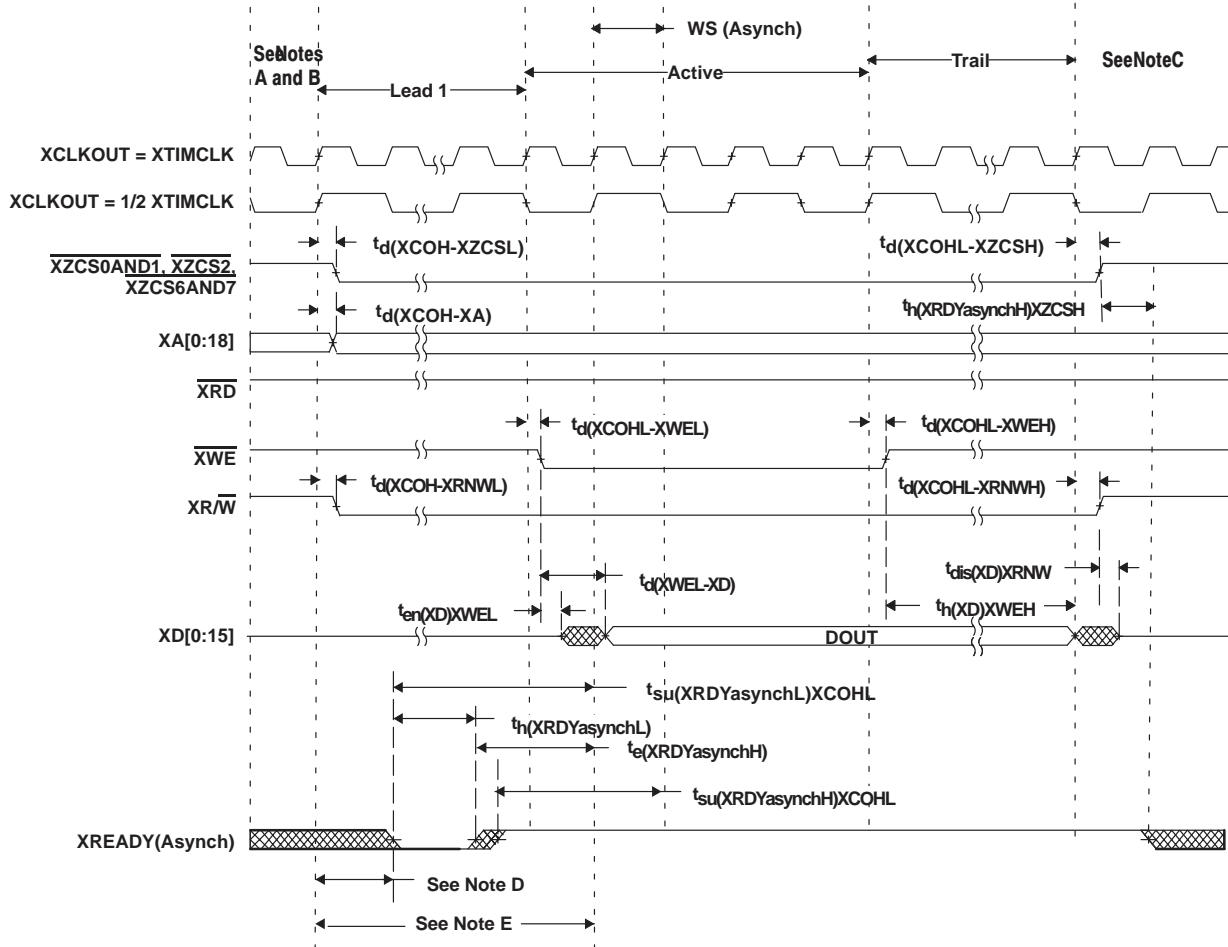 WS (Asynch)
SeeNotes
A and B
Lead 1
Active
Trail
SeeNoteC
XCLKOUT = XTIMCLK
XCLKOUT = 1/2 XTIMCLK
td(XCOH-XZCSL)
td(XCOHL-XZCSH)
XZCS0AND1, XZCS2,
XZCS6AND7
td(XCOH-XA)
th(XRDYasynchH)XZCSH
XA[0:18]
XRD
td(XCOHL-XWEL)
td(XCOHL-XWEH)
XWE
td(XCOH-XRNWL)
td(XCOHL-XRNWH)
XR/W
tdis(XD)XRNW
td(XWEL-XD)
ten(XD)XWEL
th(XD)XWEH
XD[0:15]
DOUT
tsu(XRDYasynchL)XCOHL
th(XRDYasynchL)
te(XRDYasynchH)
tsu(XRDYasynchH)XCOHL
XREADY(Asynch)
See Note D
See Note E